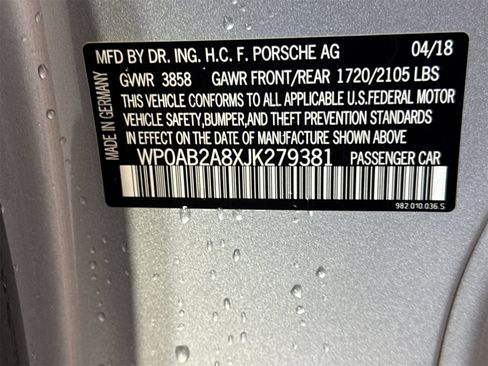 MFD BY DR. ING. H.C. F. PORSCHE AG 04/18
GVWR 3858 GAWR FRONT/REAR 1720/2105 LBS
THIS VEHICLE CONFORMS TO ALL APPLICABLE U.S.FEDERAL MOTOR
VEHICLE SAFETY,BUMPER,AND THEFT PREVENTION STANDARDS
IN EFFECT ON THE DATE OF MANUFACTURE SHOWN ABOVE.
WP0AB2A8XJK279381 PASSENGER CAR
MADE IN GERMANY
982.010.036.S